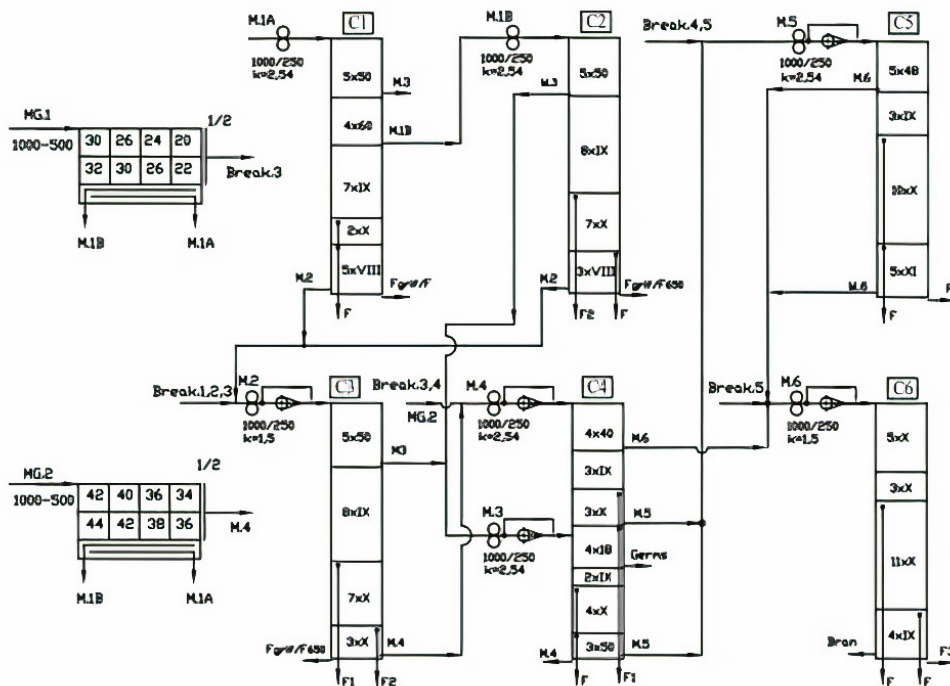 M.1A
C1
M.1B
C2
Break.4,5
M.5
C5
1000/250
k=2,54
1000/250
k=2,54
1000/250
k=2,54
5x50
M.3
4x60
M.1B
7xIX
2xX
5xVIII
M.2
FgrW/F
F
5x50
M.3
8xIX
7xX
3xVIII
M.2
FgrW/F650
F2
F
5x48
M.6
3xIX
10xX
5xXI
M.6
F
MG.1
1000-500
1/2
30 26 24 20
32 30 26 22
Break.3
M.1B
M.1A
Break.1,2,3
M.2
C3
1000/250
k=1,5
Break.3,4
MG.2
M.4
C4
1000/250
k=2,54
Break.5
M.6
C6
1000/250
k=1,5
5x50
M.3
8xIX
7xX
3xX
M.4
FgrW/F650
F1
F2
M.3
1000/250
k=2,54
4x40
M.6
3xIX
3xX
M.5
4x18
Germs
2xIX
4xX
3x50
M.5
M.4
F
F1
5xX
3xX
11xX
4xIX
Bran
F
F
F3
MG.2
1000-500
1/2
42 40 36 34
44 42 38 36
M.4
M.1B
M.1A